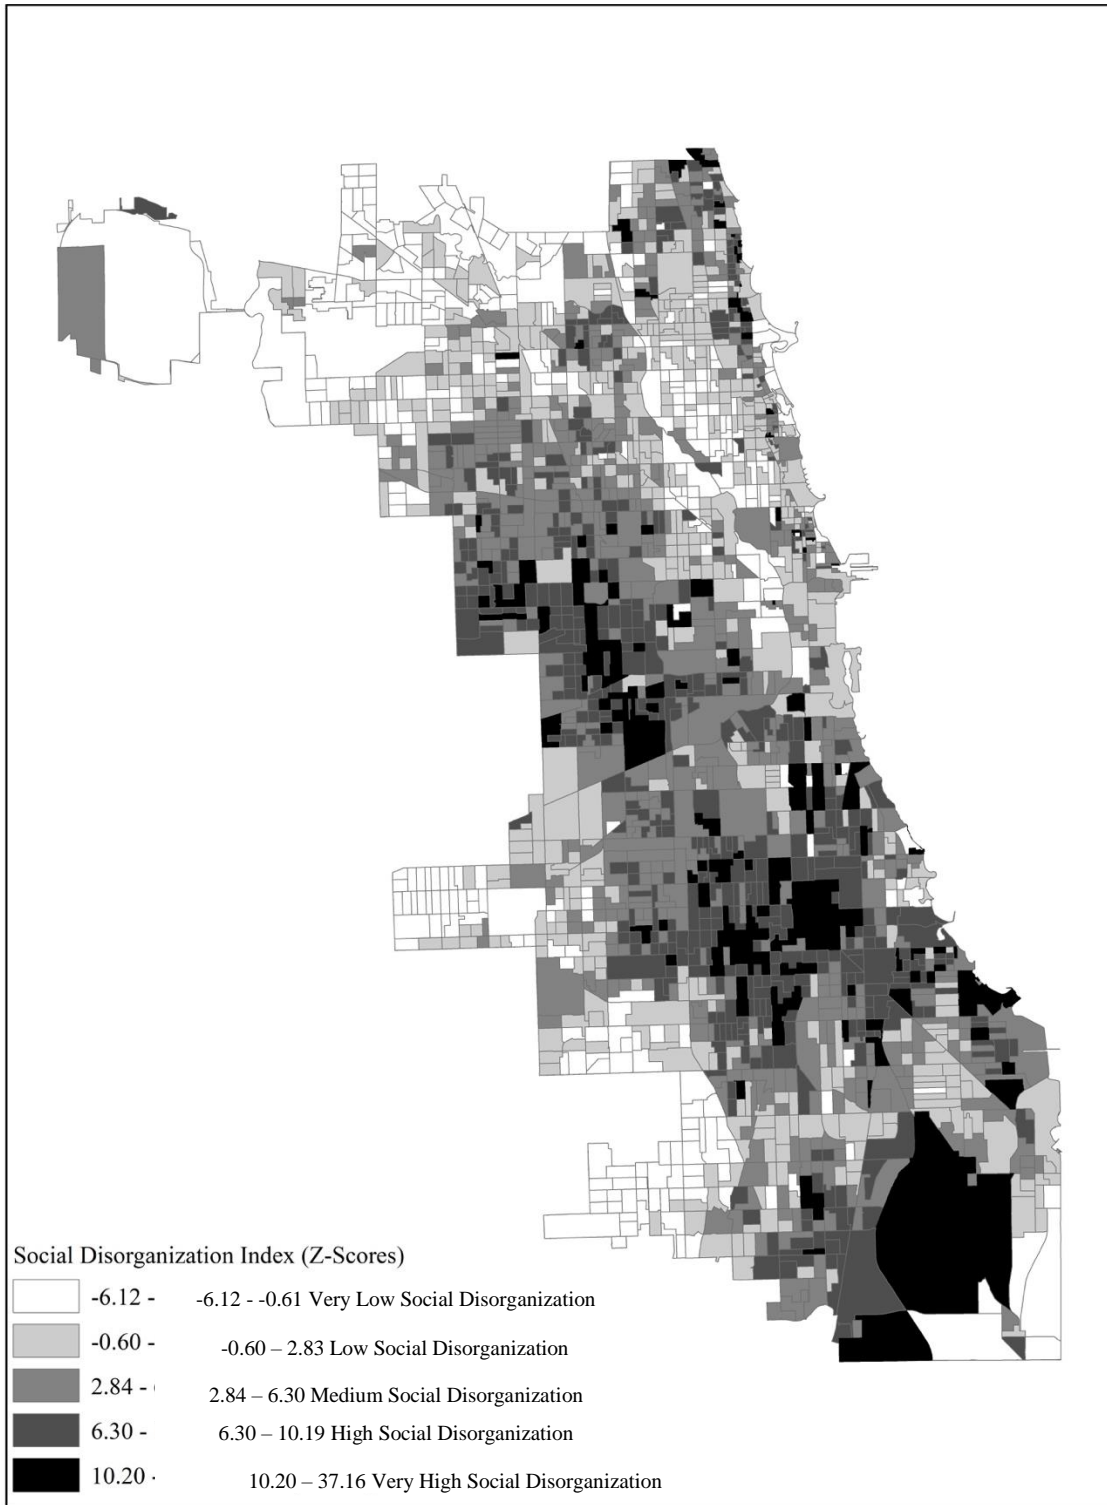 Social Disorganization Index (Z-Scores)
-6.12 - -6.12 - -0.61 Very Low Social Disorganization
-0.60 - -0.60 – 2.83 Low Social Disorganization
2.84 - 2.84 – 6.30 Medium Social Disorganization
6.30 - 6.30 – 10.19 High Social Disorganization
10.20 - 10.20 – 37.16 Very High Social Disorganization